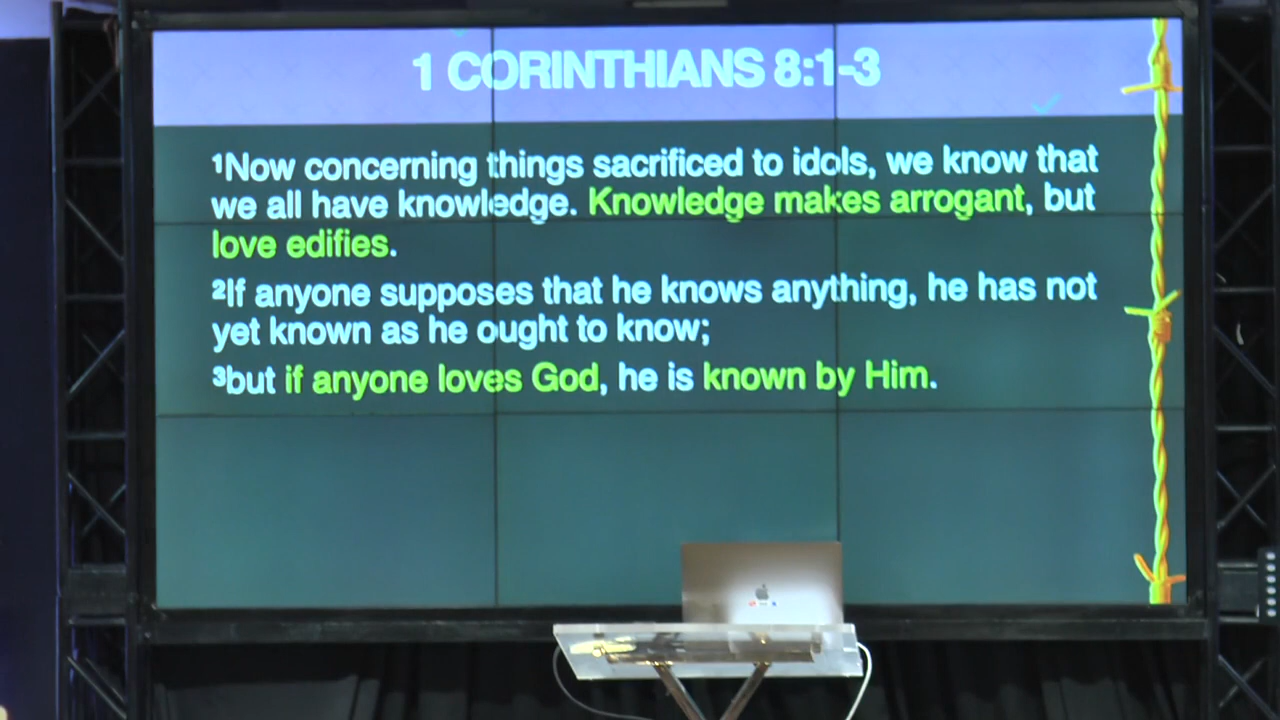 1 CORINTHIANS 8:1-3
¹Now concerning things sacrificed to idols, we know that
we all have knowledge. Knowledge makes arrogant, but
love edifies.
²If anyone supposes that he knows anything, he has not
yet known as he ought to know;
³but if anyone loves God, he is known by Him.